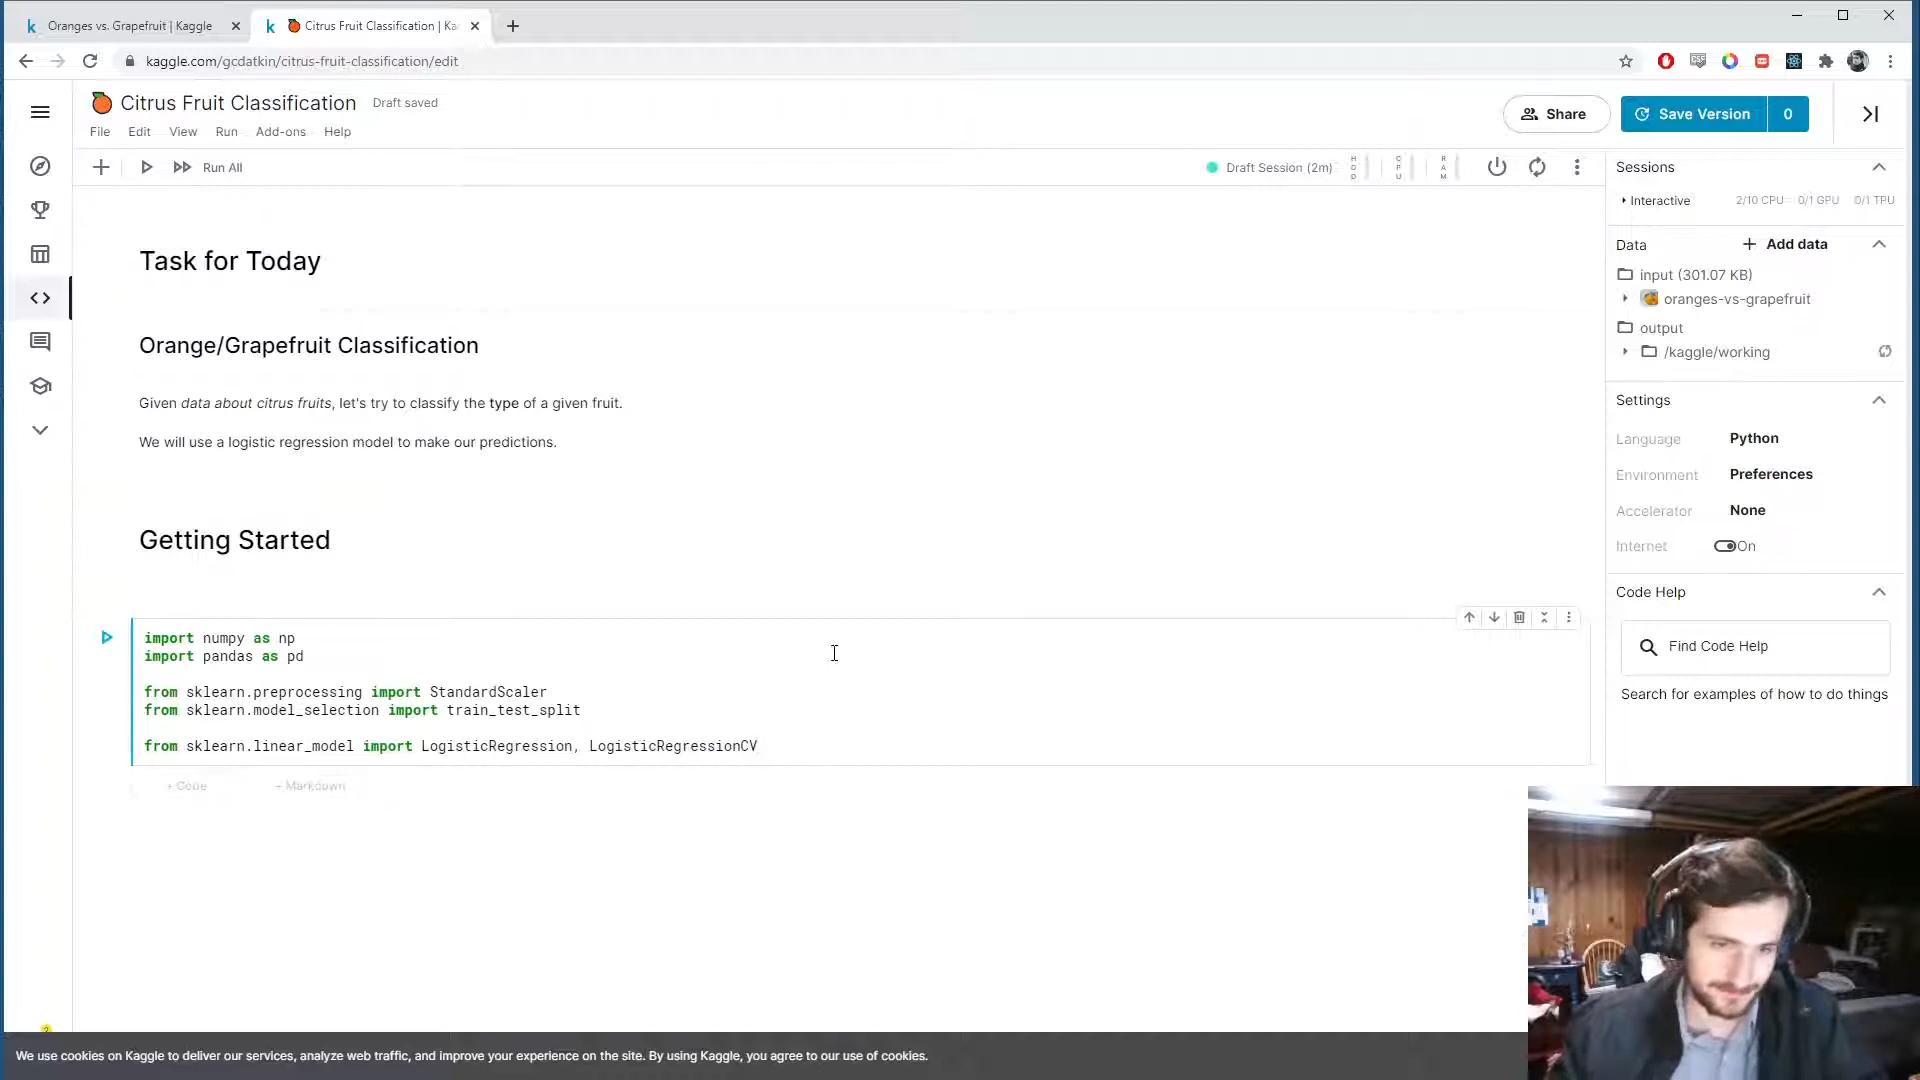 Oranges vs. Grapefruit | Kaggle
Citrus Fruit Classification | Ka
kaggle.com/gcdatkin/citrus-fruit-classification/edit
Citrus Fruit Classification
Draft saved
File Edit View Run Add-ons Help
Share
Save Version 0
Run All
Draft Session (2m)
HDD
CPU
RAM
Task for Today
Orange/Grapefruit Classification
Given data about citrus fruits, let's try to classify the type of a given fruit.
We will use a logistic regression model to make our predictions.
Getting Started
import numpy as np
import pandas as pd
from sklearn.preprocessing import StandardScaler
from sklearn.model_selection import train_test_split
from sklearn.linear_model import LogisticRegression, LogisticRegressionCV
+ Code + Markdown
Sessions
Interactive 2/10 CPU 0/1 GPU 0/1 TPU
Data + Add data
input (301.07 KB)
oranges-vs-grapefruit
output
/kaggle/working
Settings
Language Python
Environment Preferences
Accelerator None
Internet On
Code Help
Find Code Help
Search for examples of how to do things
We use cookies on Kaggle to deliver our services, analyze web traffic, and improve your experience on the site. By using Kaggle, you agree to our use of cookies.